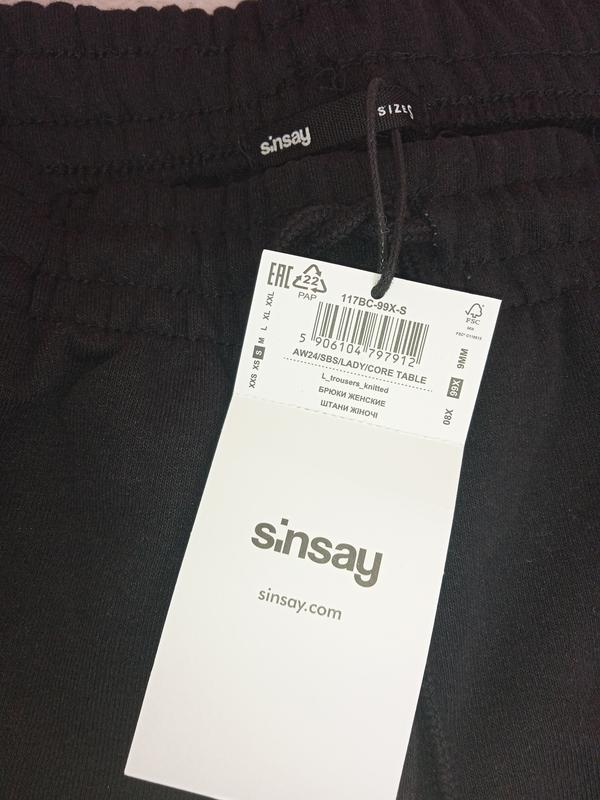 sinsay
SIZE S
EAC
22
PAP
117BC-99X-S
FSC
MIX
5 906104 797912
AW24/SBS/LADY/CORE TABLE
L_trousers_knitted
БРЮКИ ЖЕНСКИЕ
ШТАНИ ЖІНОЧІ
XXS XS S M L XL XXL
08X 99X 9MM
sinsay
sinsay.com